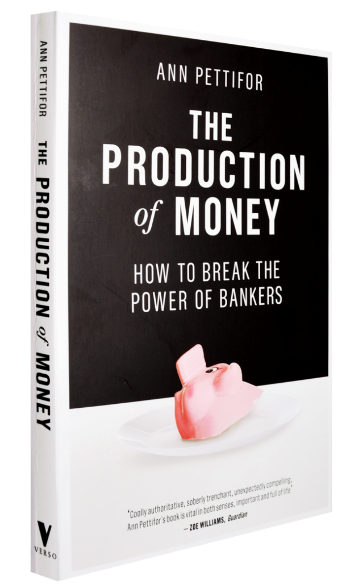 ANN PETTIFOR
THE PRODUCTION of MONEY
V
VERSO
ANN PETTIFOR
THE
PRODUCTION
of MONEY
HOW TO BREAK THE
POWER OF BANKERS
"Coolly authoritative, soberly trenchant, unexpectedly compelling,
Ann Pettifor's book is vital in both senses, important and full of life"
— ZOE WILLIAMS, Guardian